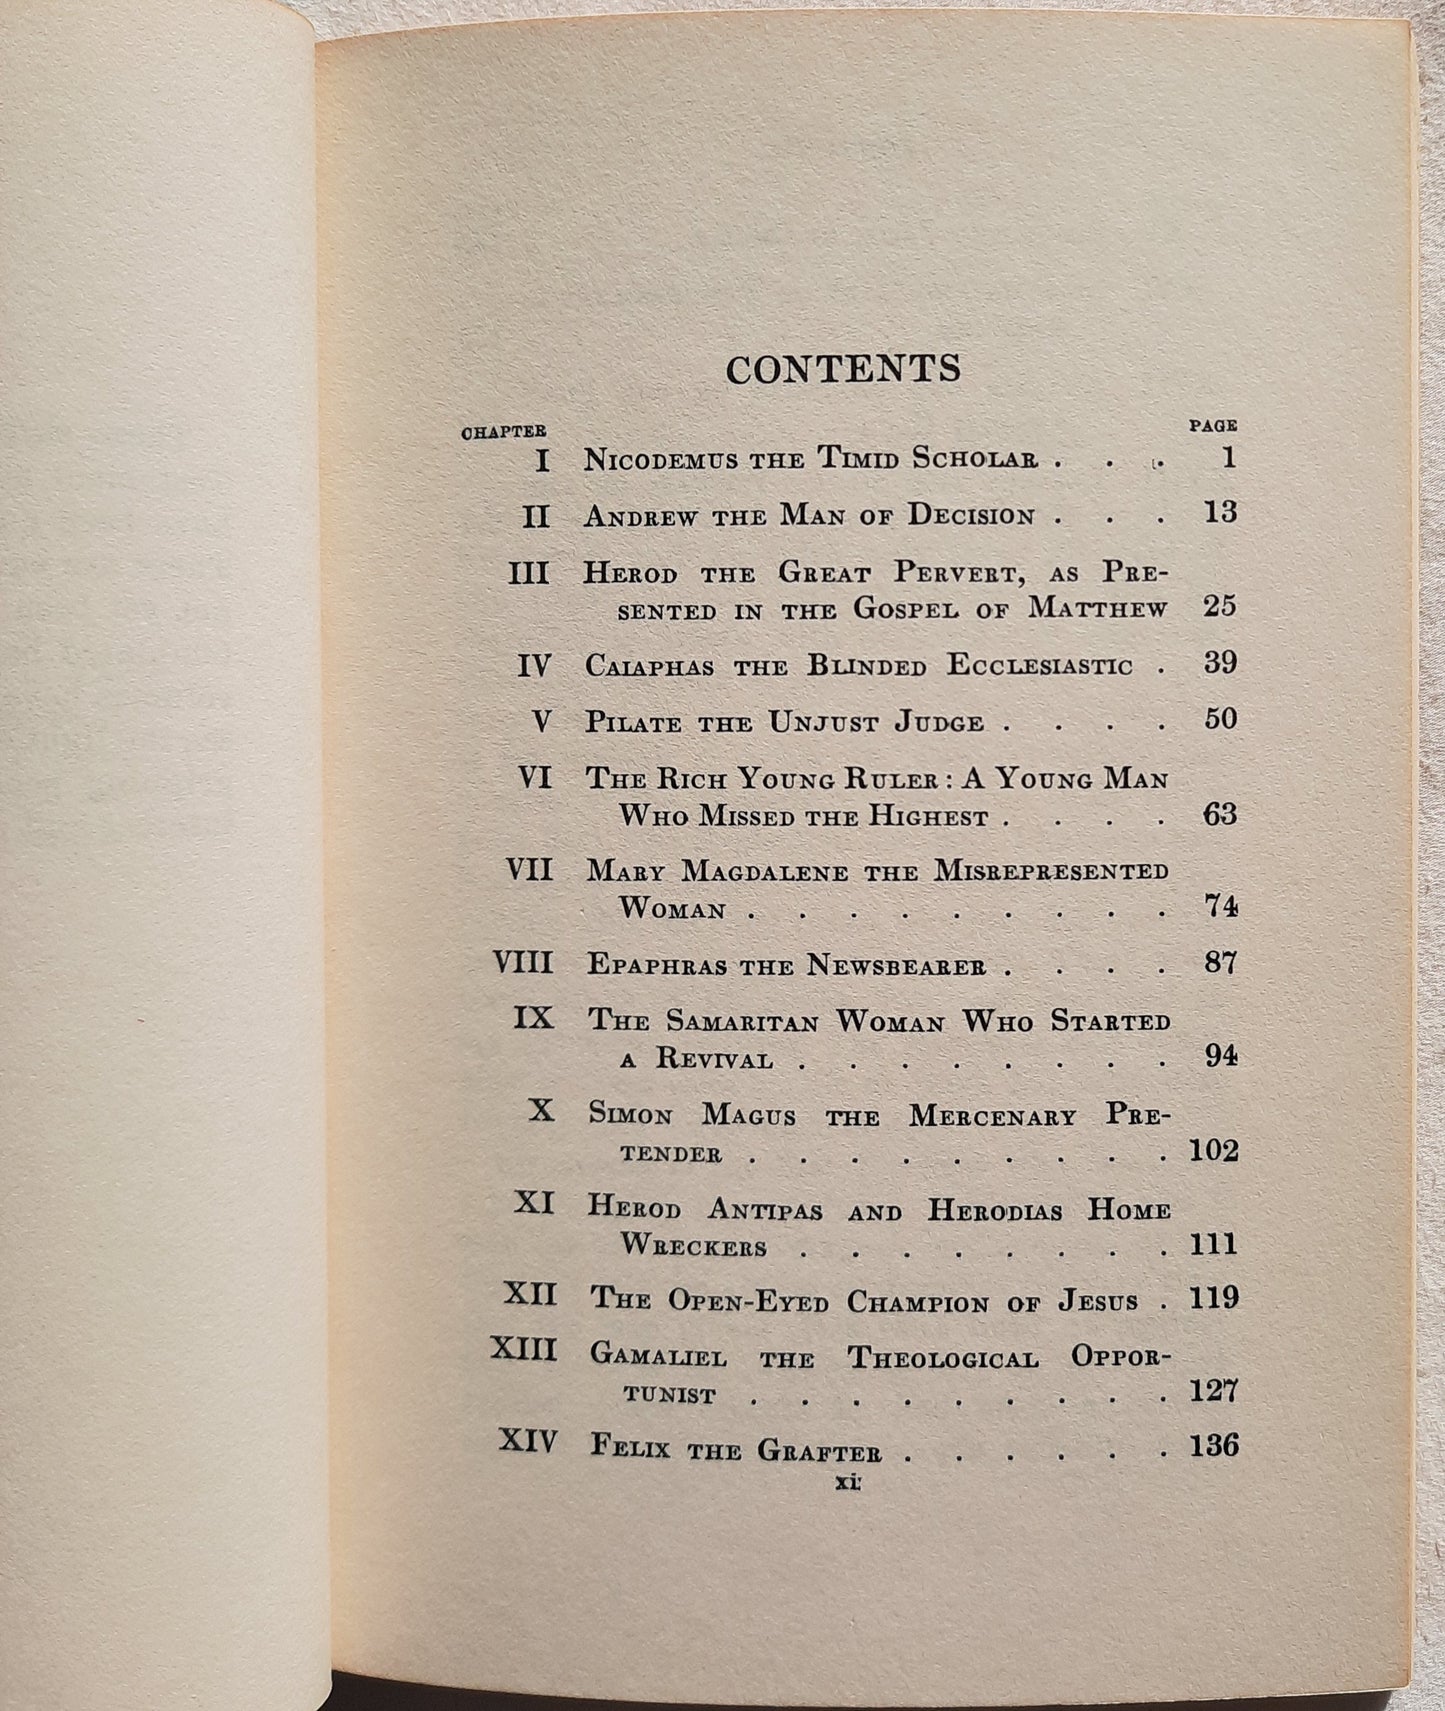 CONTENTS
CHAPTER PAGE
I NICODEMUS THE TIMID SCHOLAR . . . 1
II ANDREW THE MAN OF DECISION . . . 13
III HEROD THE GREAT PERVERT, AS PRE-
SENTED IN THE GOSPEL OF MATTHEW 25
IV CAIAPHAS THE BLINDED ECCLESIASTIC . 39
V PILATE THE UNJUST JUDGE . . . . 50
VI THE RICH YOUNG RULER: A YOUNG MAN
WHO MISSED THE HIGHEST . . . . 63
VII MARY MAGDALENE THE MISREPRESENTED
WOMAN . . . . . . . . . 74
VIII EPAPHRAS THE NEWSBEARER . . . . 87
IX THE SAMARITAN WOMAN WHO STARTED
A REVIVAL . . . . . . . . 94
X SIMON MAGUS THE MERCENARY PRE-
TENDER . . . . . . . . . 102
XI HEROD ANTIPAS AND HERODIAS HOME
WRECKERS . . . . . . . . 111
XII THE OPEN-EYED CHAMPION OF JESUS . 119
XIII GAMALIEL THE THEOLOGICAL OPPOR-
TUNIST . . . . . . . . . 127
XIV FELIX THE GRAFTER . . . . . . 136
xi